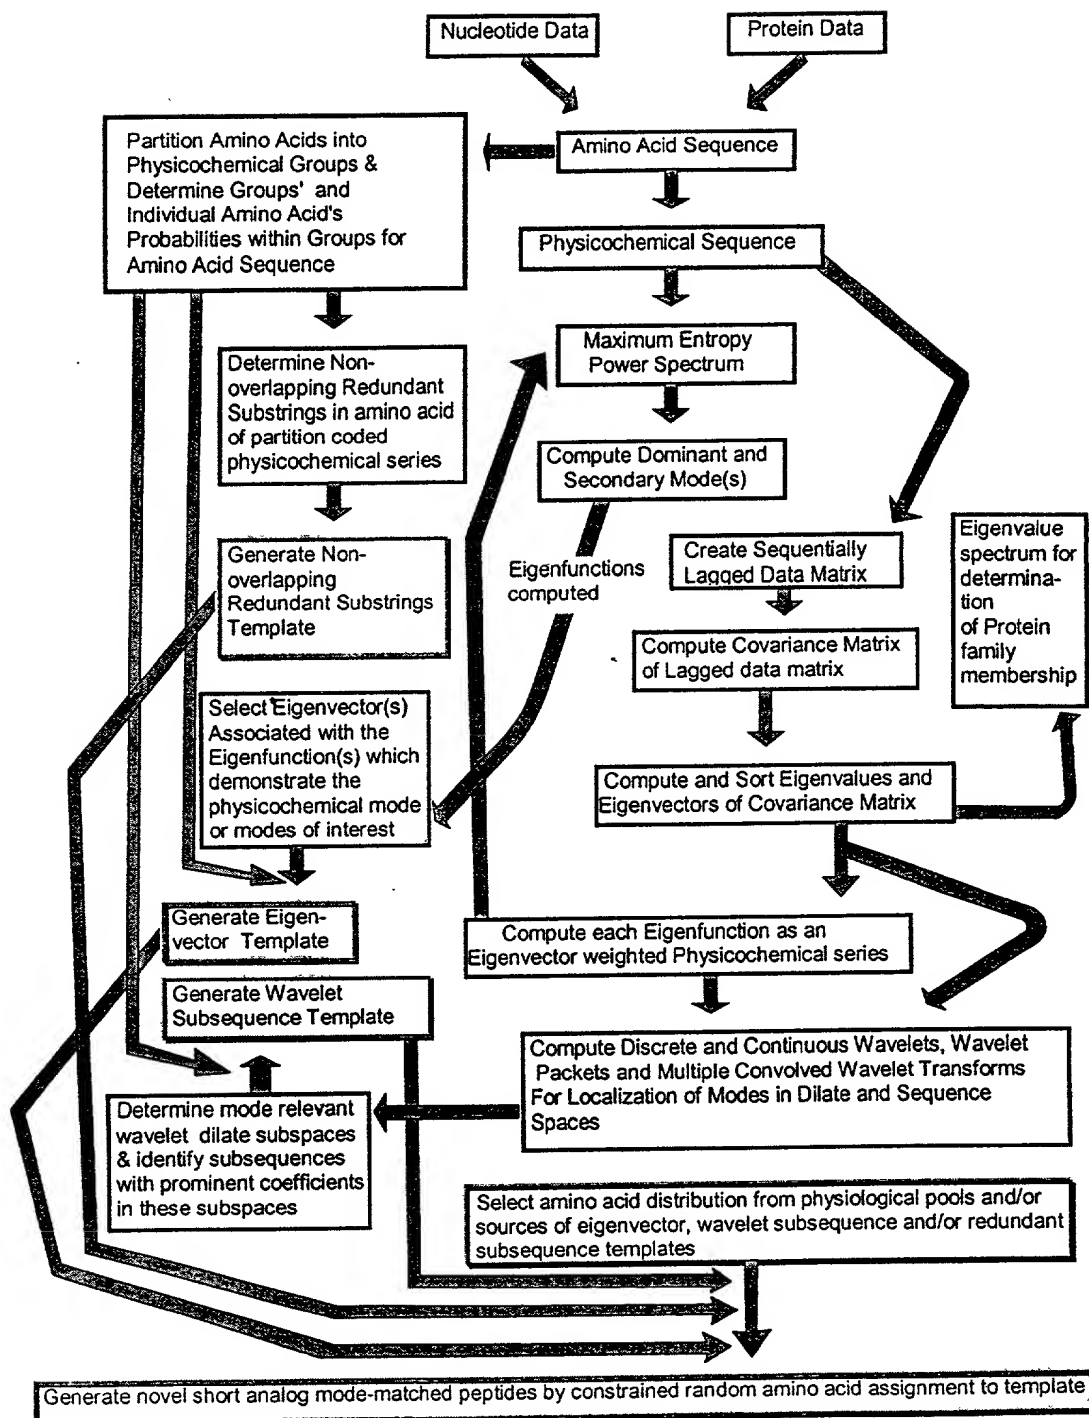 Nucleotide Data
Protein Data
Partition Amino Acids into
Physicochemical Groups &
Determine Groups' and
Individual Amino Acid's
Probabilities within Groups for
Amino Acid Sequence
Amino Acid Sequence
Physicochemical Sequence
Maximum Entropy
Power Spectrum
Determine Non-
overlapping Redundant
Substrings in amino acid
of partition coded
physicochemical series
Compute Dominant and
Secondary Mode(s)
Generate Non-
overlapping
Redundant Substrings
Template
Eigenfunctions
computed
Create Sequentially
Lagged Data Matrix
Eigenvalue
spectrum for
determina-
tion
of Protein
family
membership
Compute Covariance Matrix
of Lagged data matrix
Select Eigenvector(s)
Associated with the
Eigenfunction(s) which
demonstrate the
physicochemical mode
or modes of interest
Compute and Sort Eigenvalues and
Eigenvectors of Covariance Matrix
Generate Eigen-
vector Template
Compute each Eigenfunction as an
Eigenvector weighted Physicochemical series
Generate Wavelet
Subsequence Template
Compute Discrete and Continuous Wavelets, Wavelet
Packets and Multiple Convolved Wavelet Transforms
For Localization of Modes in Dilate and Sequence
Spaces
Determine mode relevant
wavelet dilate subspaces
& identify subsequences
with prominent coefficients
in these subspaces
Select amino acid distribution from physiological pools and/or
sources of eigenvector, wavelet subsequence and/or redundant
subsequence templates
Generate novel short analog mode-matched peptides by constrained random amino acid assignment to template